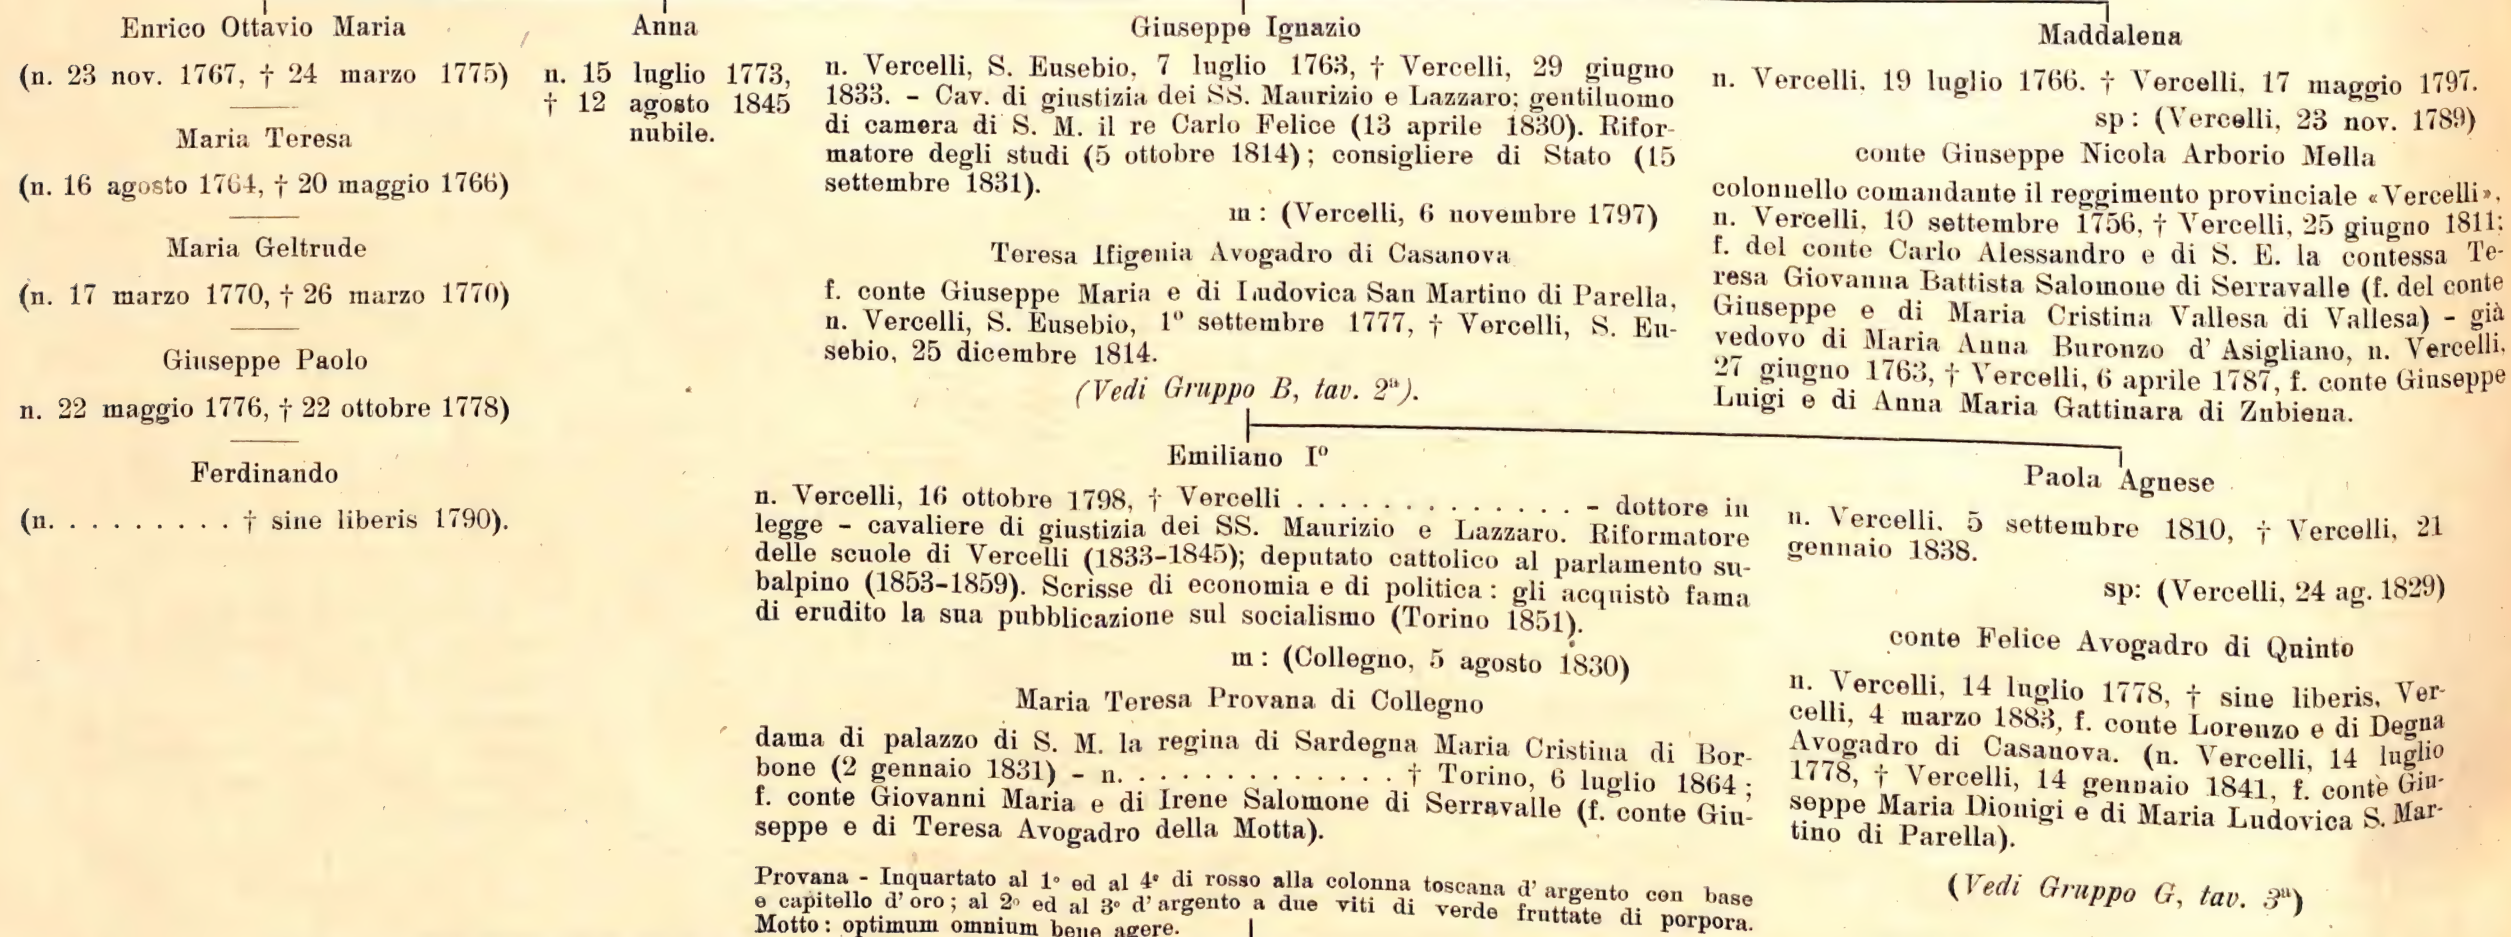 Enrico Ottavio Maria
(n. 23 nov. 1767, † 24 marzo 1775)
Maria Teresa
(n. 16 agosto 1764, † 20 maggio 1766)
Maria Geltrude
(n. 17 marzo 1770, † 26 marzo 1770)
Giuseppe Paolo
n. 22 maggio 1776, † 22 ottobre 1778)
Ferdinando
(n. . . . . . . . . . † sine liberis 1790).
Anna
n. 15 luglio 1773,
† 12 agosto 1845
nubile.
Giuseppe Ignazio
n. Vercelli, S. Eusebio, 7 luglio 1763, † Vercelli, 29 giugno
1833. - Cav. di giustizia dei SS. Maurizio e Lazzaro; gentiluomo
di camera di S. M. il re Carlo Felice (13 aprile 1830). Rifor-
matore degli studi (5 ottobre 1814); consigliere di Stato (15
settembre 1831).
m : (Vercelli, 6 novembre 1797)
Teresa Ifigenia Avogadro di Casanova
f. conte Giuseppe Maria e di Ludovica San Martino di Parella,
n. Vercelli, S. Eusebio, 1º settembre 1777, † Vercelli, S. Eu-
sebio, 25 dicembre 1814.
(Vedi Gruppo B, tav. 2ª).
Maddalena
n. Vercelli, 19 luglio 1766. † Vercelli, 17 maggio 1797.
sp : (Vercelli, 23 nov. 1789)
conte Giuseppe Nicola Arborio Mella
colonnello comandante il reggimento provinciale «Vercelli»,
n. Vercelli, 10 settembre 1756, † Vercelli, 25 giugno 1811;
f. del conte Carlo Alessandro e di S. E. la contessa Te-
resa Giovanna Battista Salomone di Serravalle (f. del conte
Giuseppe e di Maria Cristina Vallesa di Vallesa) - già
vedovo di Maria Anna Buronzo d' Asigliano, n. Vercelli,
27 giugno 1763, † Vercelli, 6 aprile 1787, f. conte Giuseppe
Luigi e di Anna Maria Gattinara di Zubiena.
Emiliano Iº
n. Vercelli, 16 ottobre 1798, † Vercelli . . . . . . . . . . . . . . - dottore in
legge - cavaliere di giustizia dei SS. Maurizio e Lazzaro. Riformatore
delle scuole di Vercelli (1833-1845); deputato cattolico al parlamento su-
balpino (1853-1859). Scrisse di economia e di politica : gli acquistò fama
di erudito la sua pubblicazione sul socialismo (Torino 1851).
m : (Collegno, 5 agosto 1830)
Maria Teresa Provana di Collegno
dama di palazzo di S. M. la regina di Sardegna Maria Cristina di Bor-
bone (2 gennaio 1831) - n. . . . . . . . . . . . . . † Torino, 6 luglio 1864 ;
f. conte Giovanni Maria e di Irene Salomone di Serravalle (f. conte Giu-
seppe e di Teresa Avogadro della Motta).
Provana - Inquartato al 1º ed al 4º di rosso alla colonna toscana d' argento con base
e capitello d' oro ; al 2º ed al 3º d' argento a due viti di verde fruttate di porpora.
Motto : optimum omnium bene agere.
Paola Agnese
n. Vercelli, 5 settembre 1810, † Vercelli, 21
gennaio 1838.
sp: (Vercelli, 24 ag. 1829)
conte Felice Avogadro di Quinto
n. Vercelli, 14 luglio 1778, † sine liberis, Ver-
celli, 4 marzo 1883, f. conte Lorenzo e di Degna
Avogadro di Casanova. (n. Vercelli, 14 luglio
1778, † Vercelli, 14 gennaio 1841, f. conte Giu-
seppe Maria Dionigi e di Maria Ludovica S. Mar-
tino di Parella).
(Vedi Gruppo G, tav. 3ª)